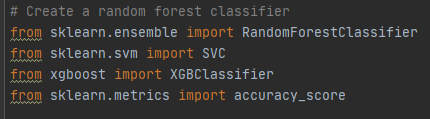 # Create a random forest classifier
from sklearn.ensemble import RandomForestClassifier
from sklearn.svm import SVC
from xgboost import XGBClassifier
from sklearn.metrics import accuracy_score